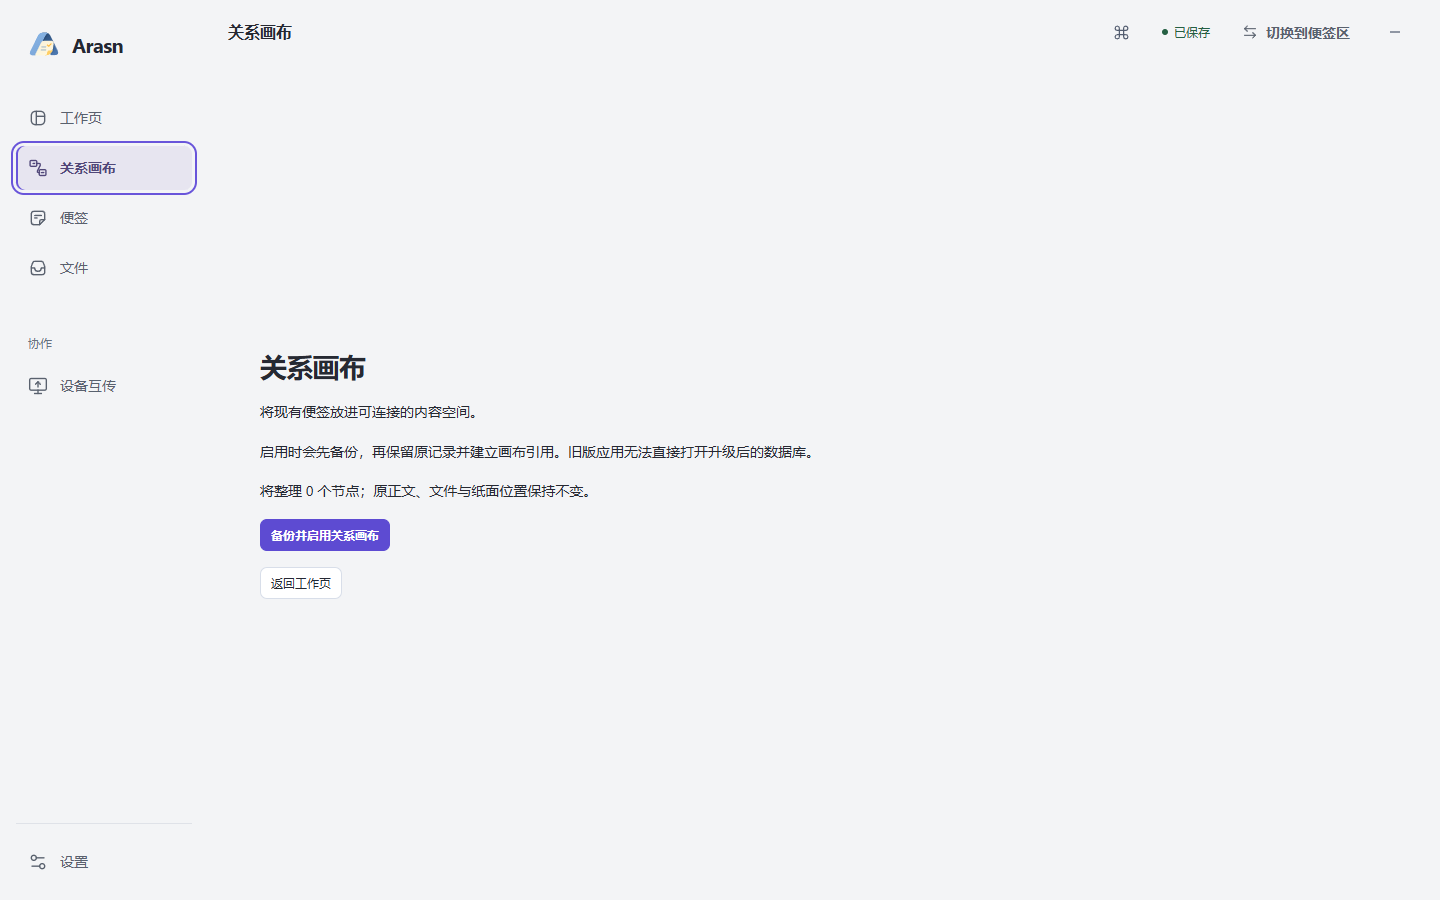 Arasn
关系画布
已保存
切换到便签区
工作页
关系画布
便签
文件
协作
设备互传
关系画布
将现有便签放进可连接的内容空间。
启用时会先备份，再保留原记录并建立画布引用。旧版应用无法直接打开升级后的数据库。
将整理 0 个节点；原正文、文件与纸面位置保持不变。
备份并启用关系画布
返回工作页
设置